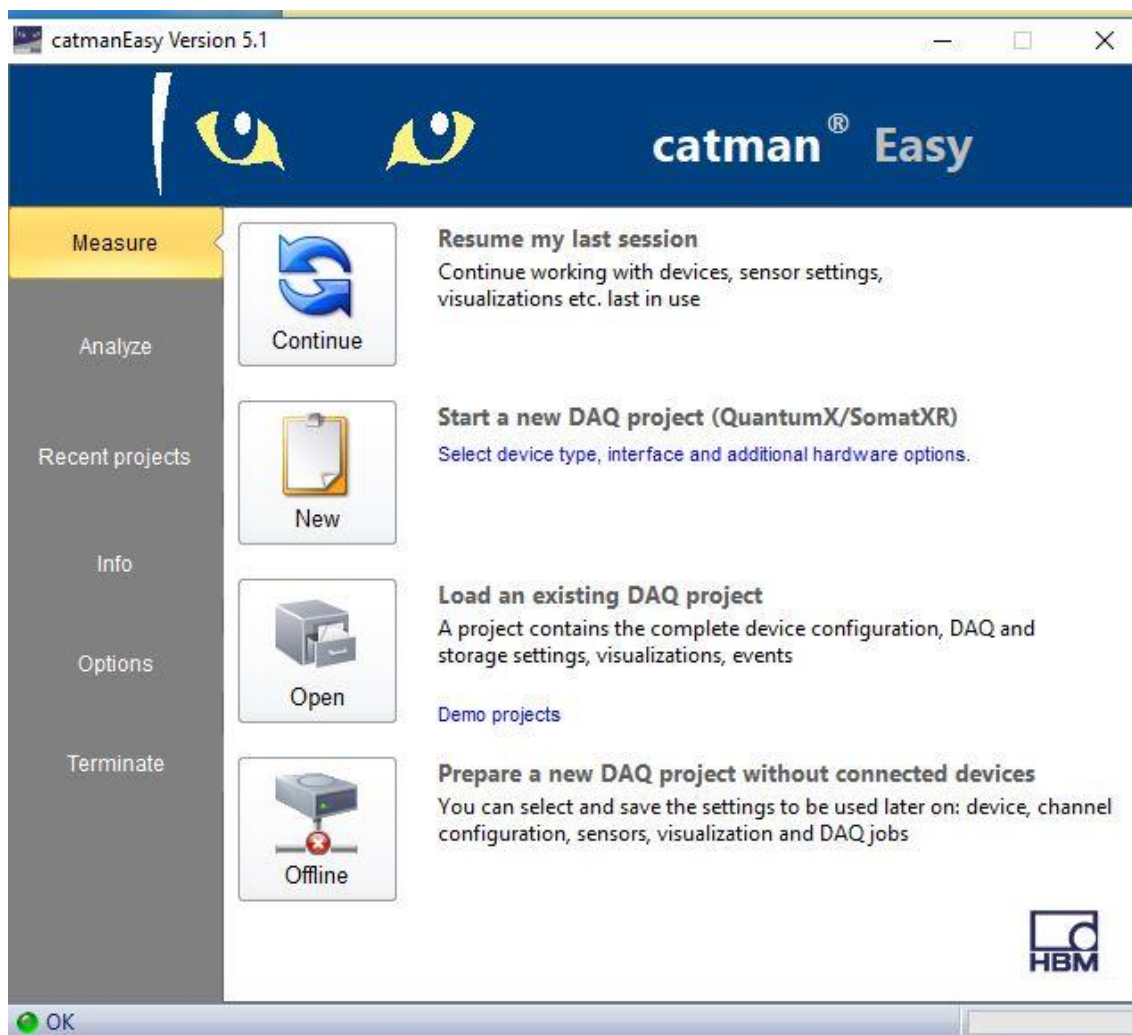 catmanEasy Version 5.1
catman® Easy
Measure
Analyze
Recent projects
Info
Options
Terminate
Continue
Resume my last session
Continue working with devices, sensor settings,
visualizations etc. last in use
New
Start a new DAQ project (QuantumX/SomatXR)
Select device type, interface and additional hardware options.
Open
Load an existing DAQ project
A project contains the complete device configuration, DAQ and
storage settings, visualizations, events
Demo projects
Offline
Prepare a new DAQ project without connected devices
You can select and save the settings to be used later on: device, channel
configuration, sensors, visualization and DAQ jobs
HBM
OK